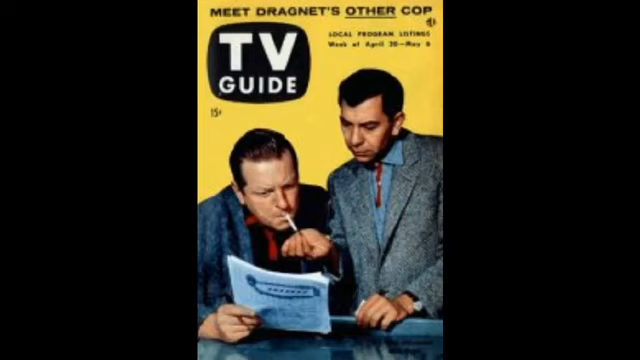 MEET DRAGNET'S OTHER COP
TV
GUIDE
LOCAL PROGRAM LISTINGS
Week of April 30—May 6
15¢